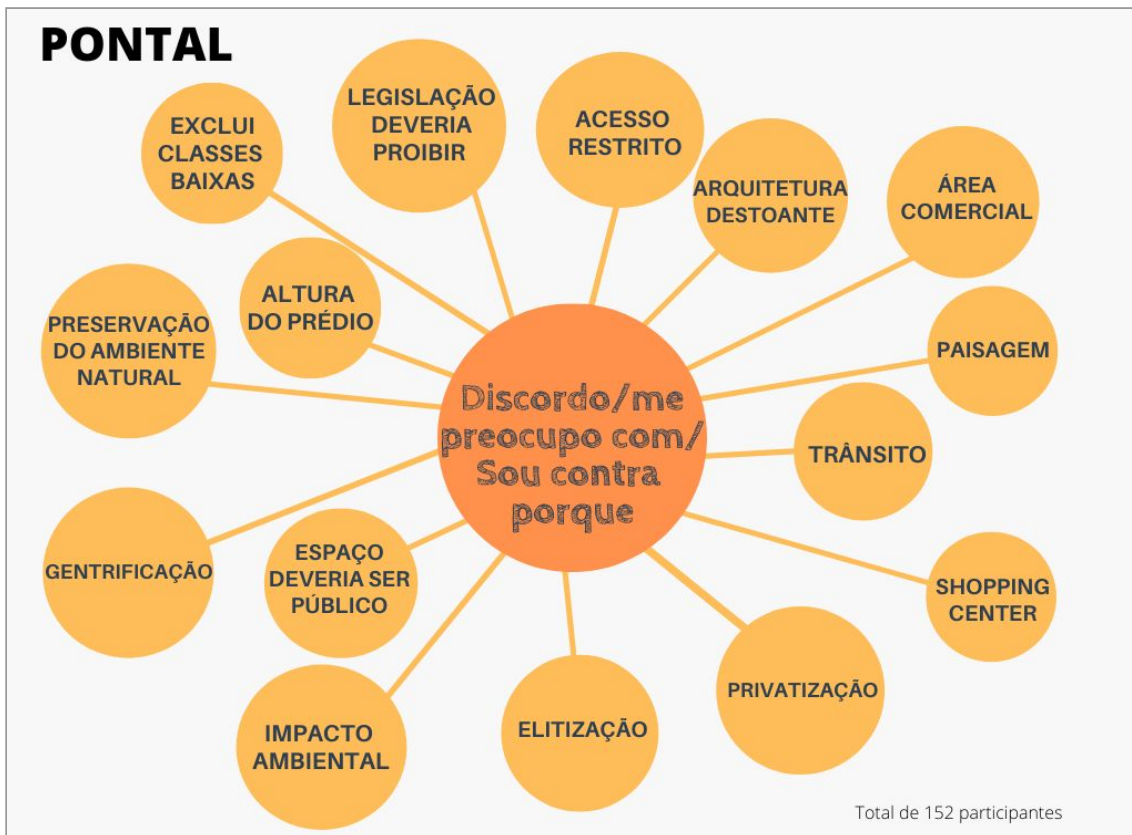 PONTAL
EXCLUI
CLASSES
BAIXAS
LEGISLAÇÃO
DEVERIA
PROIBIR
ACESSO
RESTRITO
ARQUITETURA
DESTOANTE
ÁREA
COMERCIAL
PRESERVAÇÃO
DO AMBIENTE
NATURAL
ALTURA
DO PRÉDIO
PAISAGEM
Discordo/me
preocupo com/
Sou contra
porque
TRÂNSITO
GENTRIFICAÇÃO
ESPAÇO
DEVERIA SER
PÚBLICO
SHOPPING
CENTER
IMPACTO
AMBIENTAL
ELITIZAÇÃO
PRIVATIZAÇÃO
Total de 152 participantes